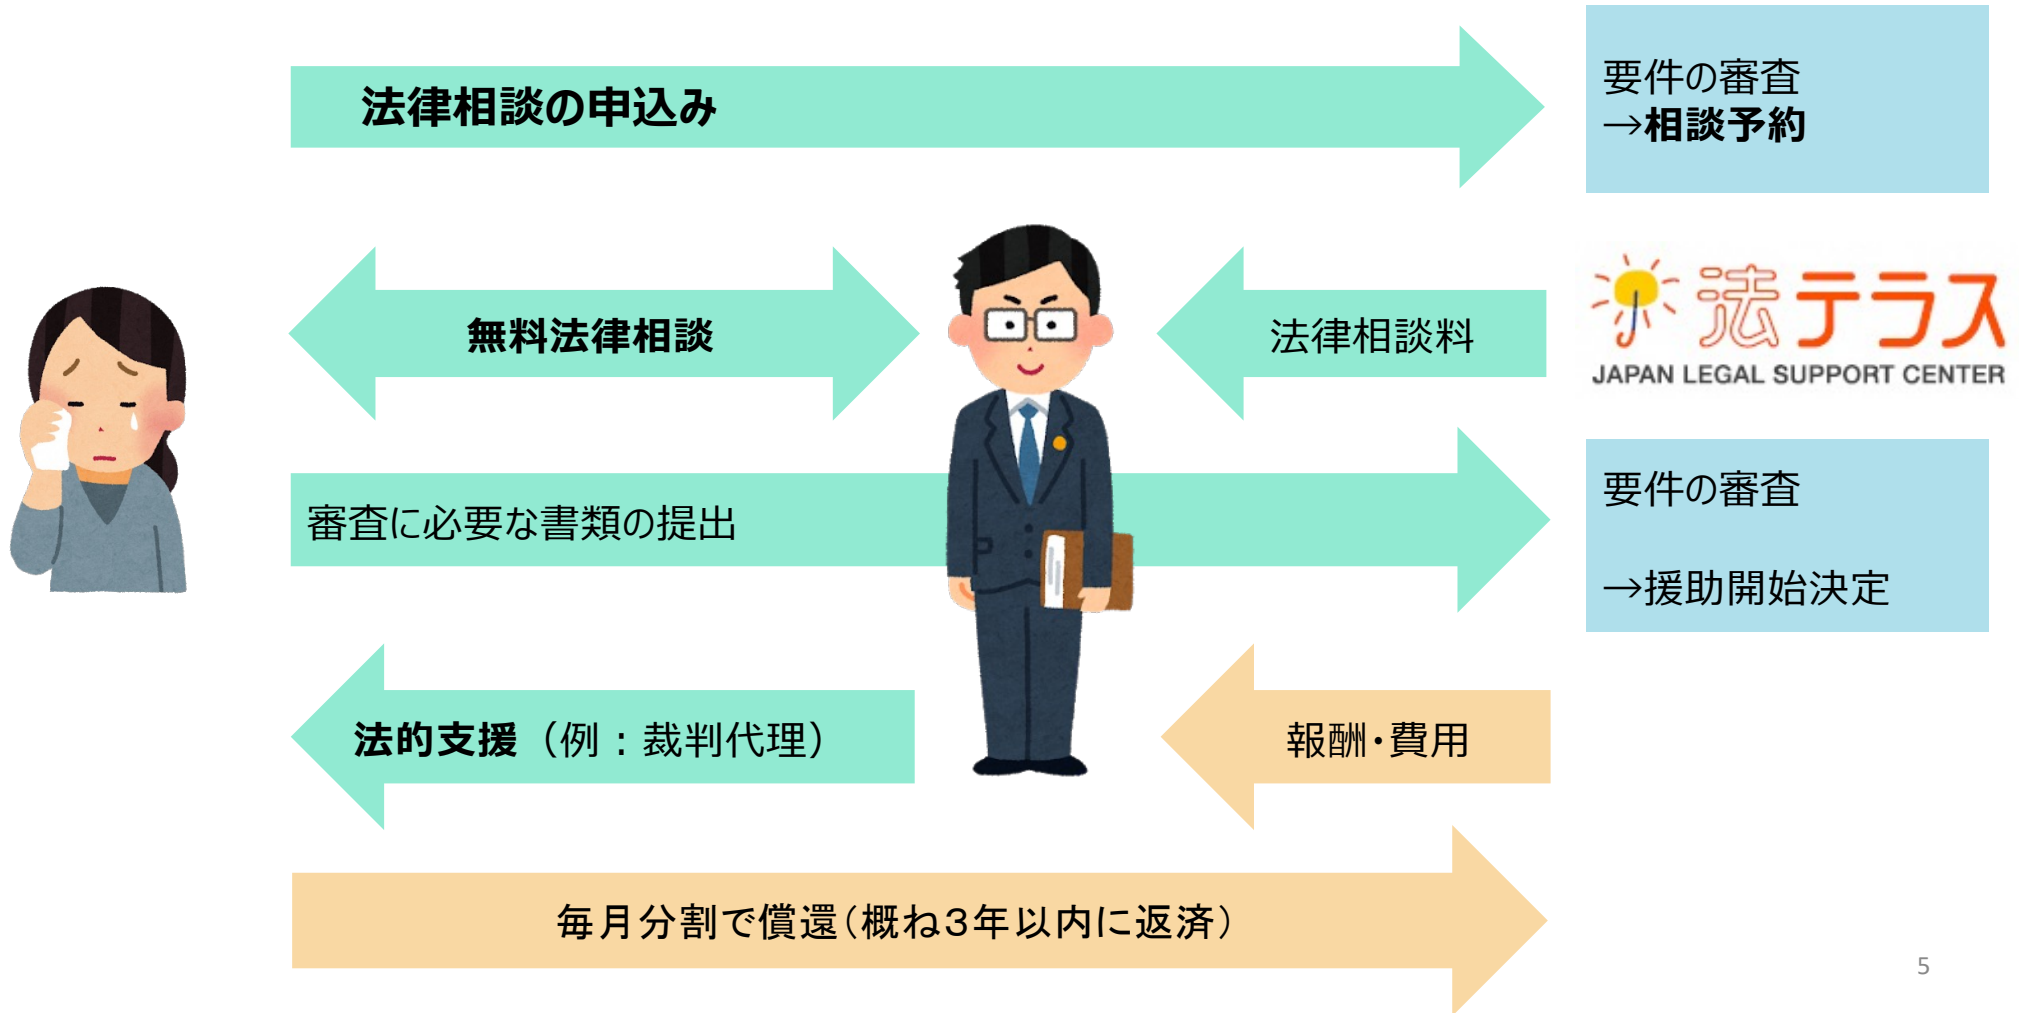 法律相談の申込み
要件の審査
→相談予約
無料法律相談
法律相談料
法テラス
JAPAN LEGAL SUPPORT CENTER
審査に必要な書類の提出
要件の審査
→援助開始決定
法的支援（例：裁判代理）
報酬・費用
毎月分割で償還（概ね３年以内に返済）
5